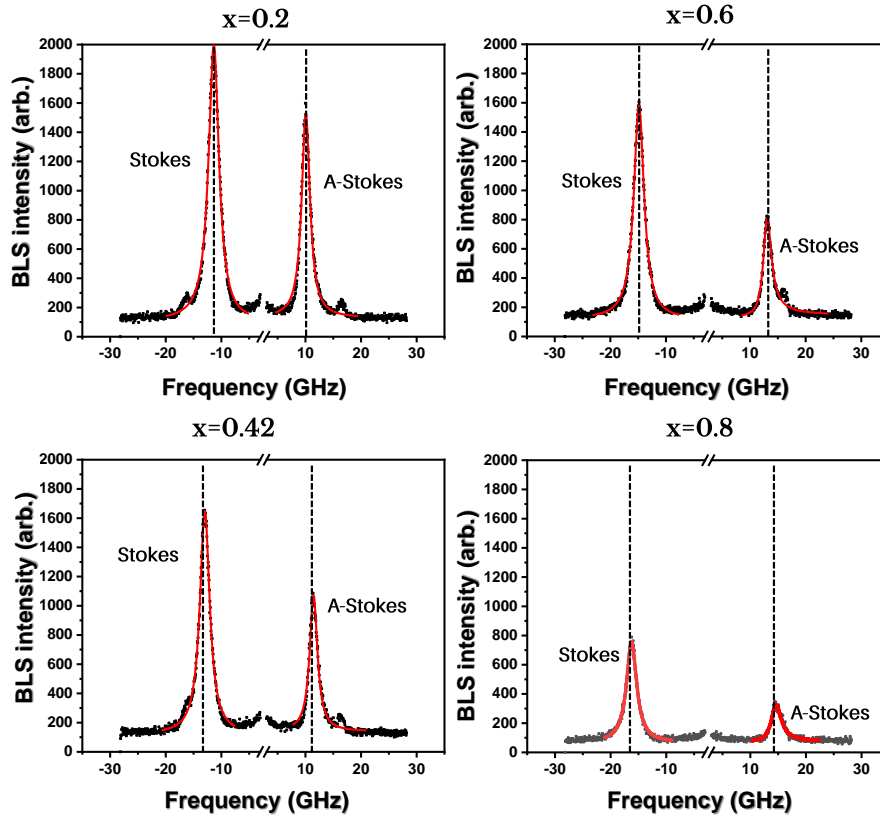 x=0.2
2000
1800
1600
1400
1200
1000
800
600
400
200
0
BLS intensity (arb.)
Stokes
A-Stokes
-30 -20 -10 10 20 30
Frequency (GHz)
x=0.6
2000
1800
1600
1400
1200
1000
800
600
400
200
0
BLS intensity (arb.)
Stokes
A-Stokes
-30 -20 -10 10 20 30
Frequency (GHz)
x=0.42
2000
1800
1600
1400
1200
1000
800
600
400
200
0
BLS intensity (arb.)
Stokes
A-Stokes
-30 -20 -10 10 20 30
Frequency (GHz)
x=0.8
2000
1800
1600
1400
1200
1000
800
600
400
200
0
BLS intensity (arb.)
Stokes
A-Stokes
-30 -20 -10 10 20 30
Frequency (GHz)